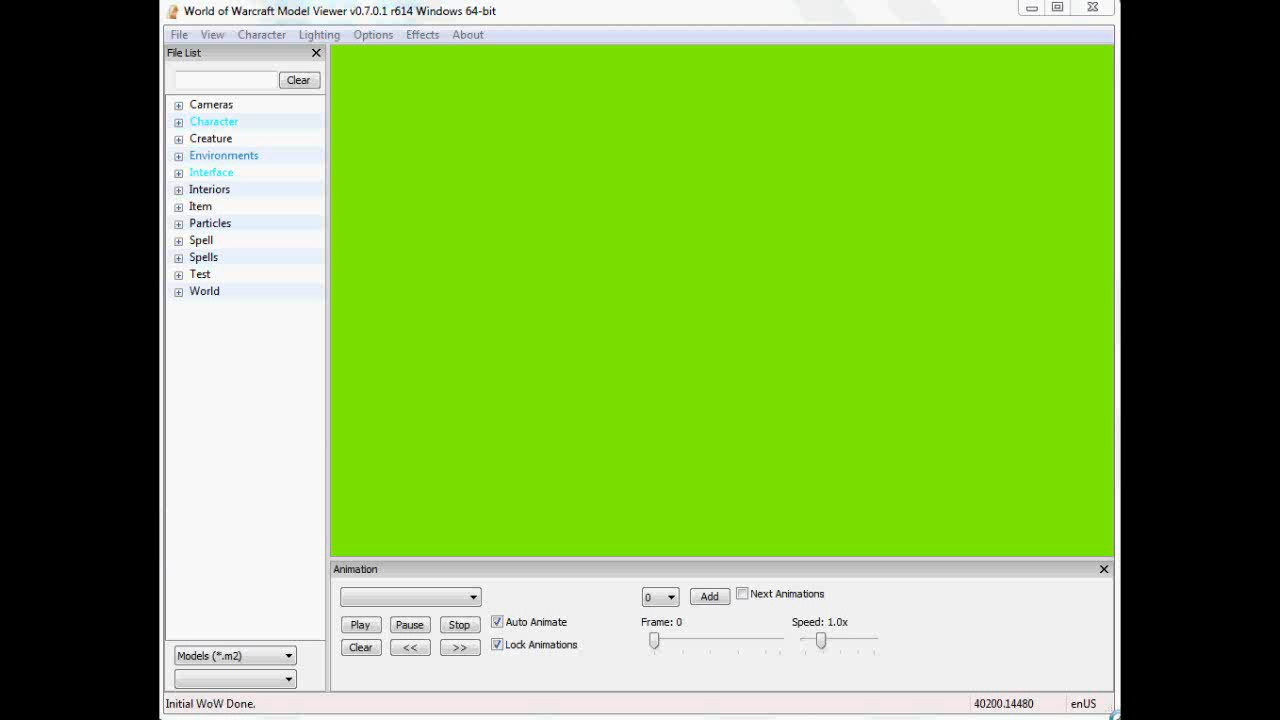 World of Warcraft Model Viewer v0.7.0.1 r614 Windows 64-bit
File View Character Lighting Options Effects About
File List
Clear
Cameras
Character
Creature
Environments
Interface
Interiors
Item
Particles
Spell
Spells
Test
World
Models (*.m2)
Animation
0 Add Next Animations
Play Pause Stop Auto Animate Frame: 0 Speed: 1.0x
Clear << >> Lock Animations
Initial WoW Done. 40200.14480 enUS